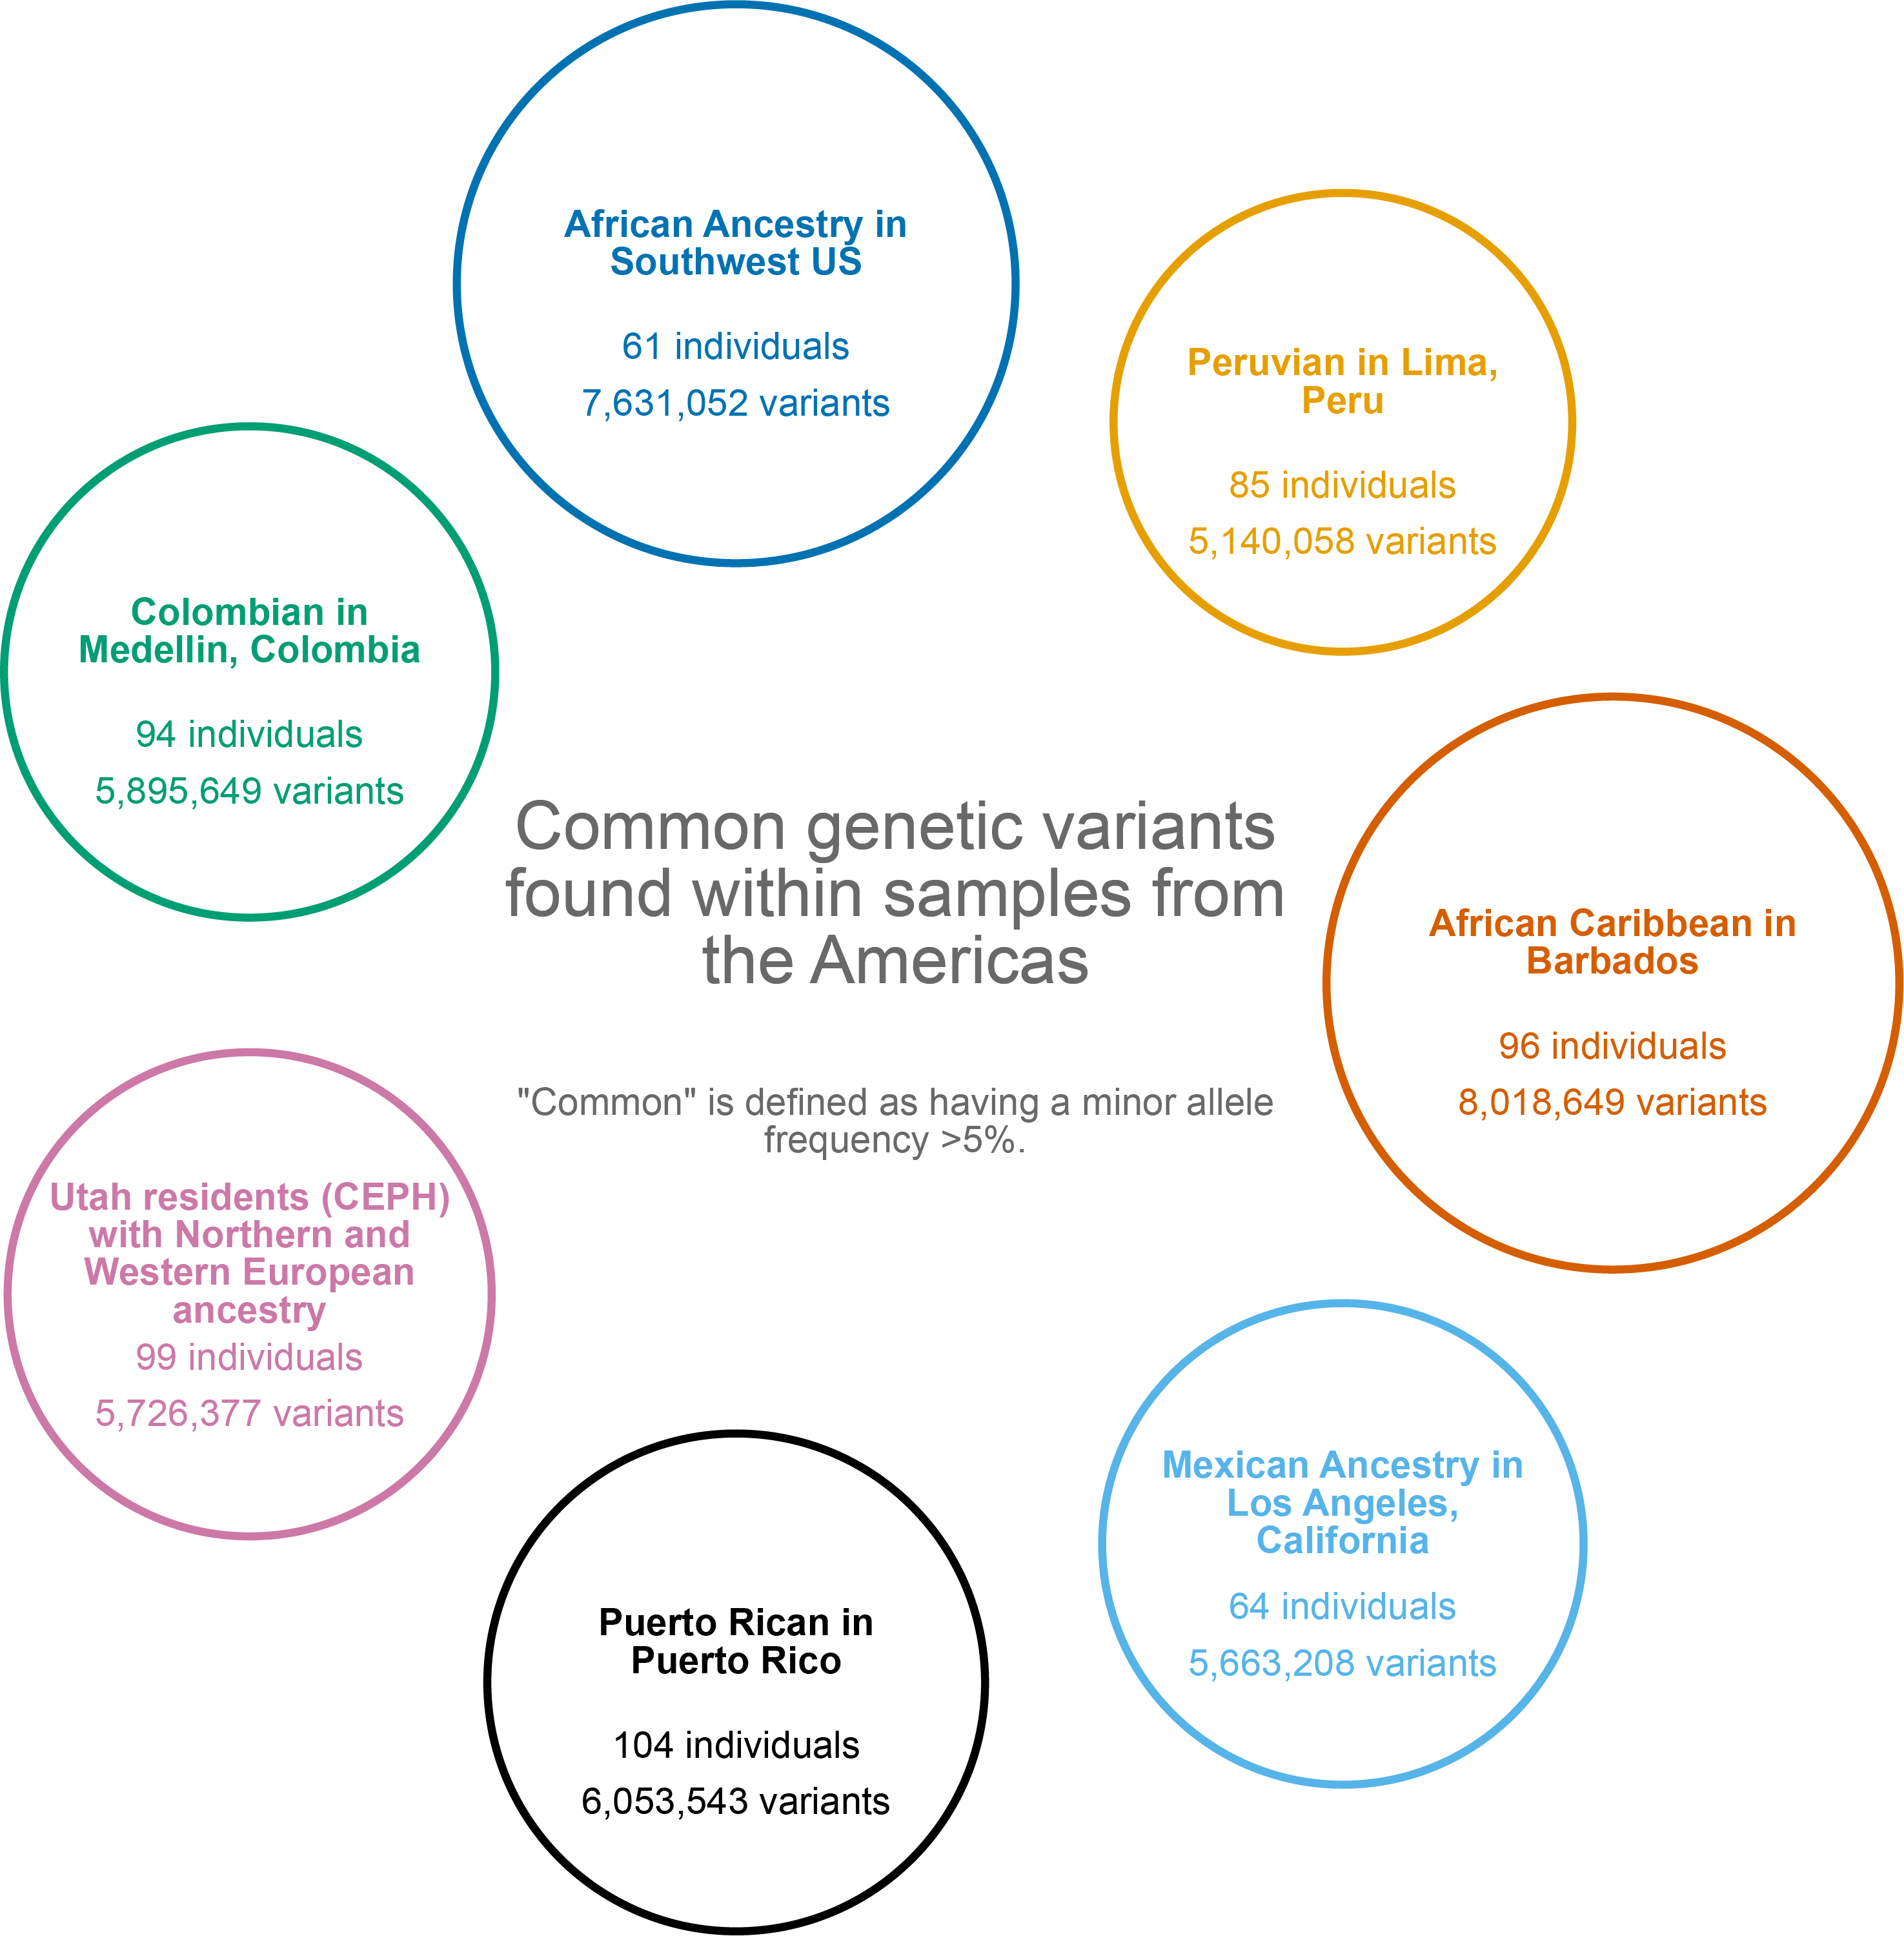 African Ancestry in
Southwest US
61 individuals
7,631,052 variants
Peruvian in Lima,
Peru
85 individuals
5,140,058 variants
Colombian in
Medellin, Colombia
94 individuals
5,895,649 variants
Common genetic variants
found within samples from
the Americas
"Common" is defined as having a minor allele
frequency >5%.
African Caribbean in
Barbados
96 individuals
8,018,649 variants
Utah residents (CEPH)
with Northern and
Western European
ancestry
99 individuals
5,726,377 variants
Mexican Ancestry in
Los Angeles,
California
64 individuals
5,663,208 variants
Puerto Rican in
Puerto Rico
104 individuals
6,053,543 variants